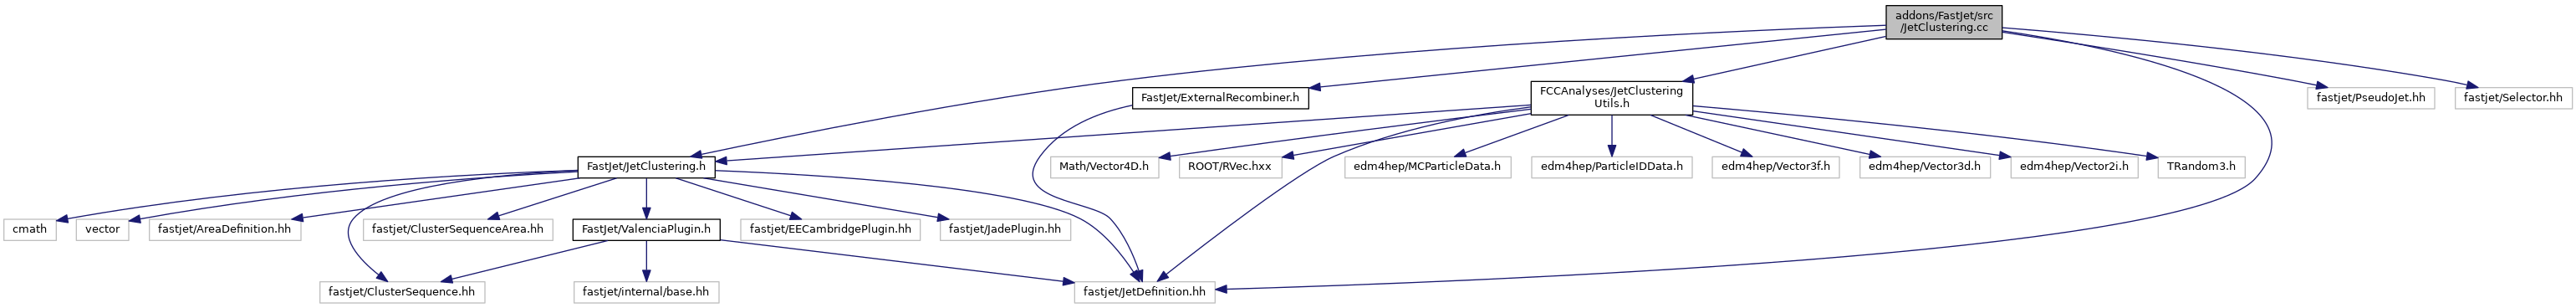 addons/FastJet/src
/JetClustering.cc
FastJet/ExternalRecombiner.h
FCCAnalyses/JetClustering
Utils.h
fastjet/PseudoJet.hh
fastjet/Selector.hh
FastJet/JetClustering.h
Math/Vector4D.h
ROOT/RVec.hxx
edm4hep/MCParticleData.h
edm4hep/ParticleIDData.h
edm4hep/Vector3f.h
edm4hep/Vector3d.h
edm4hep/Vector2i.h
TRandom3.h
cmath
vector
fastjet/AreaDefinition.hh
fastjet/ClusterSequenceArea.hh
FastJet/ValenciaPlugin.h
fastjet/EECambridgePlugin.hh
fastjet/JadePlugin.hh
fastjet/ClusterSequence.hh
fastjet/internal/base.hh
fastjet/JetDefinition.hh